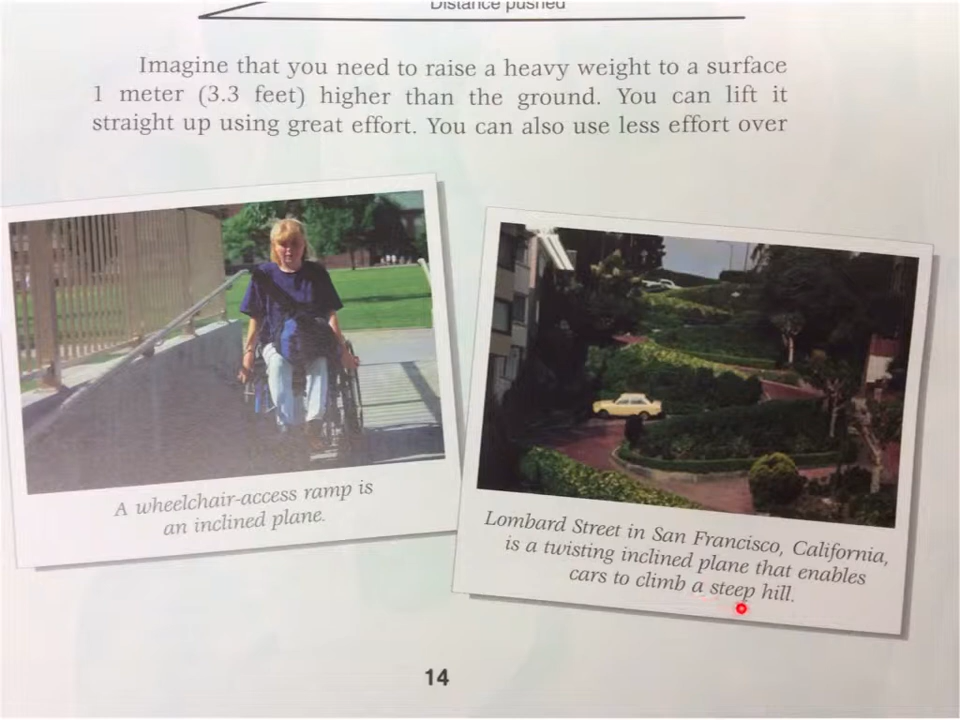 Distance pushed
Imagine that you need to raise a heavy weight to a surface
1 meter (3.3 feet) higher than the ground. You can lift it
straight up using great effort. You can also use less effort over
A wheelchair-access ramp is
an inclined plane.
Lombard Street in San Francisco, California,
is a twisting inclined plane that enables
cars to climb a steep hill.
14